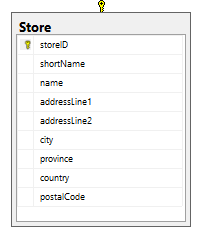 Store
storeID
shortName
name
addressLine1
addressLine2
city
province
country
postalCode